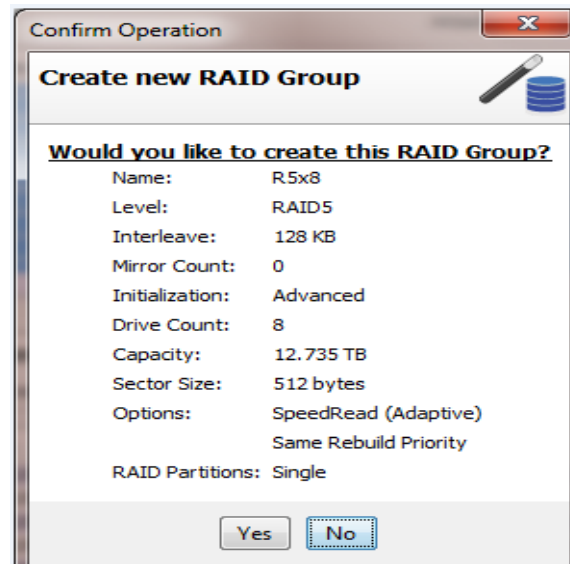 Confirm Operation
Create new RAID Group
Would you like to create this RAID Group?
Name: R5x8
Level: RAID5
Interleave: 128 KB
Mirror Count: 0
Initialization: Advanced
Drive Count: 8
Capacity: 12.735 TB
Sector Size: 512 bytes
Options: SpeedRead (Adaptive)
Same Rebuild Priority
RAID Partitions: Single
Yes No